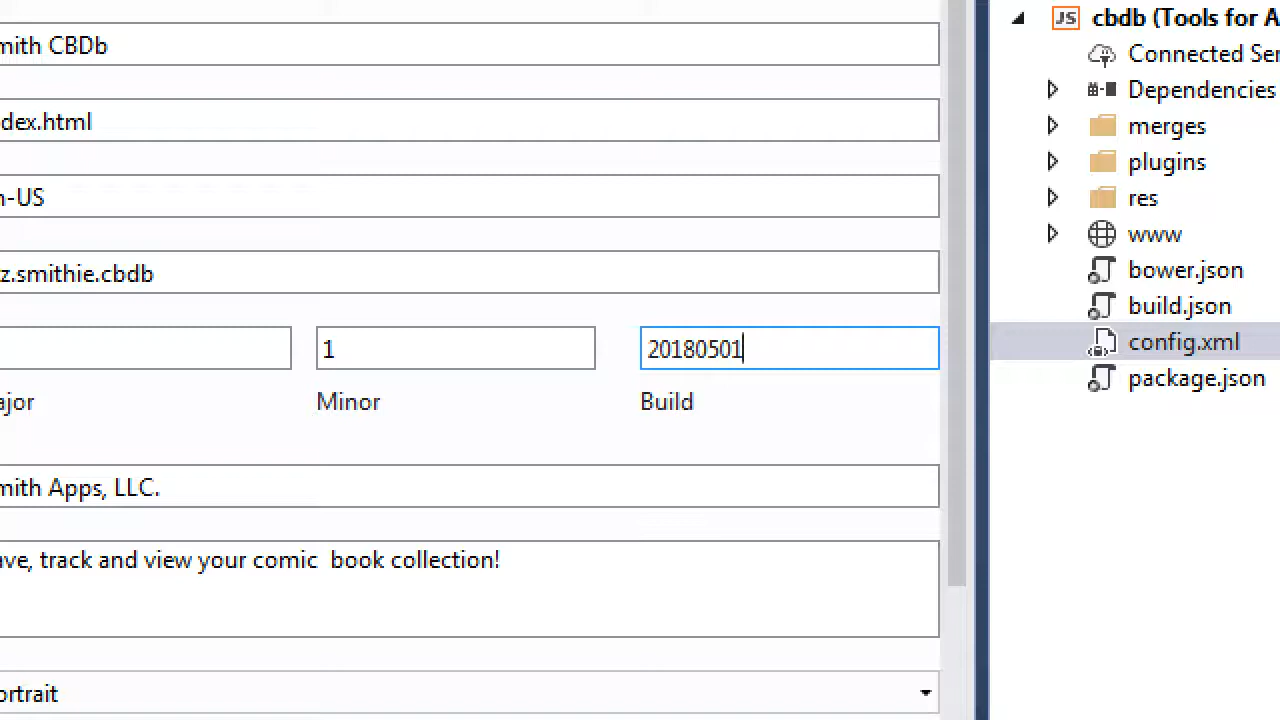 mith CBDb
dex.html
n-US
z.smithie.cbdb
1
20180501
ajor
Minor
Build
mith Apps, LLC.
ave, track and view your comic  book collection!
ortrait
JS
cbdb (Tools for A
Connected Ser
Dependencies
merges
plugins
res
www
bower.json
build.json
config.xml
package.json